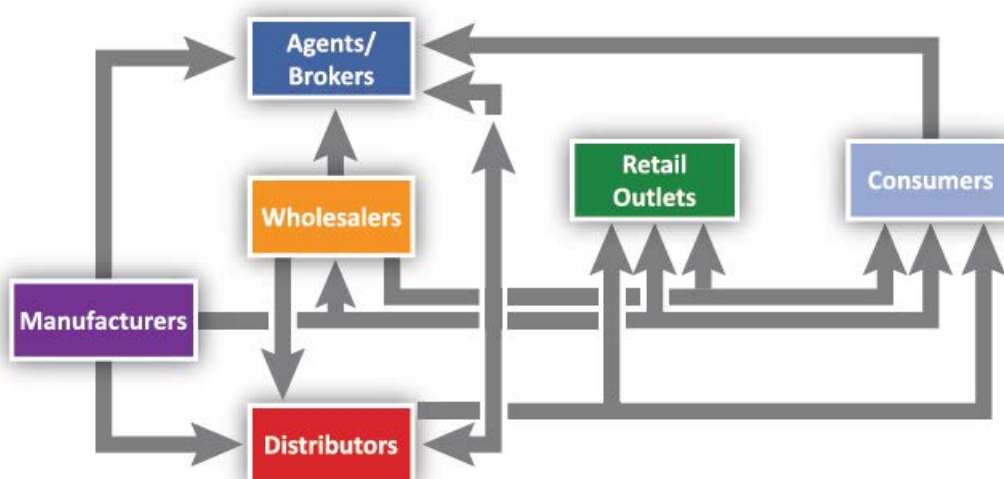 Agents/
Brokers
Wholesalers
Retail
Outlets
Consumers
Manufacturers
Distributors